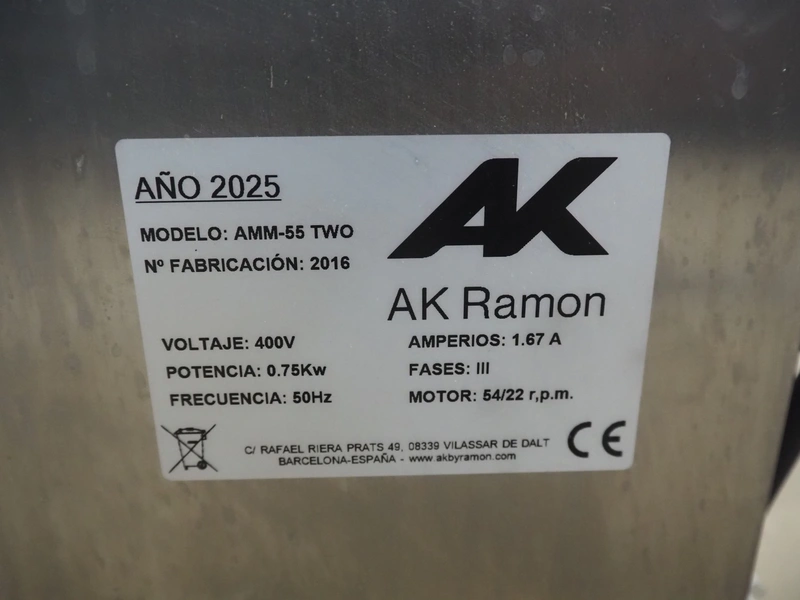 AÑO 2025
AK
MODELO: AMM-55 TWO
Nº FABRICACIÓN: 2016
AK Ramon
VOLTAJE: 400V
AMPERIOS: 1.67 A
POTENCIA: 0.75Kw
FASES: III
FRECUENCIA: 50Hz
MOTOR: 54/22 r,p.m.
C/ RAFAEL RIERA PRATS 49, 08339 VILASSAR DE DALT
BARCELONA-ESPAÑA - www.akbyramon.com
CE